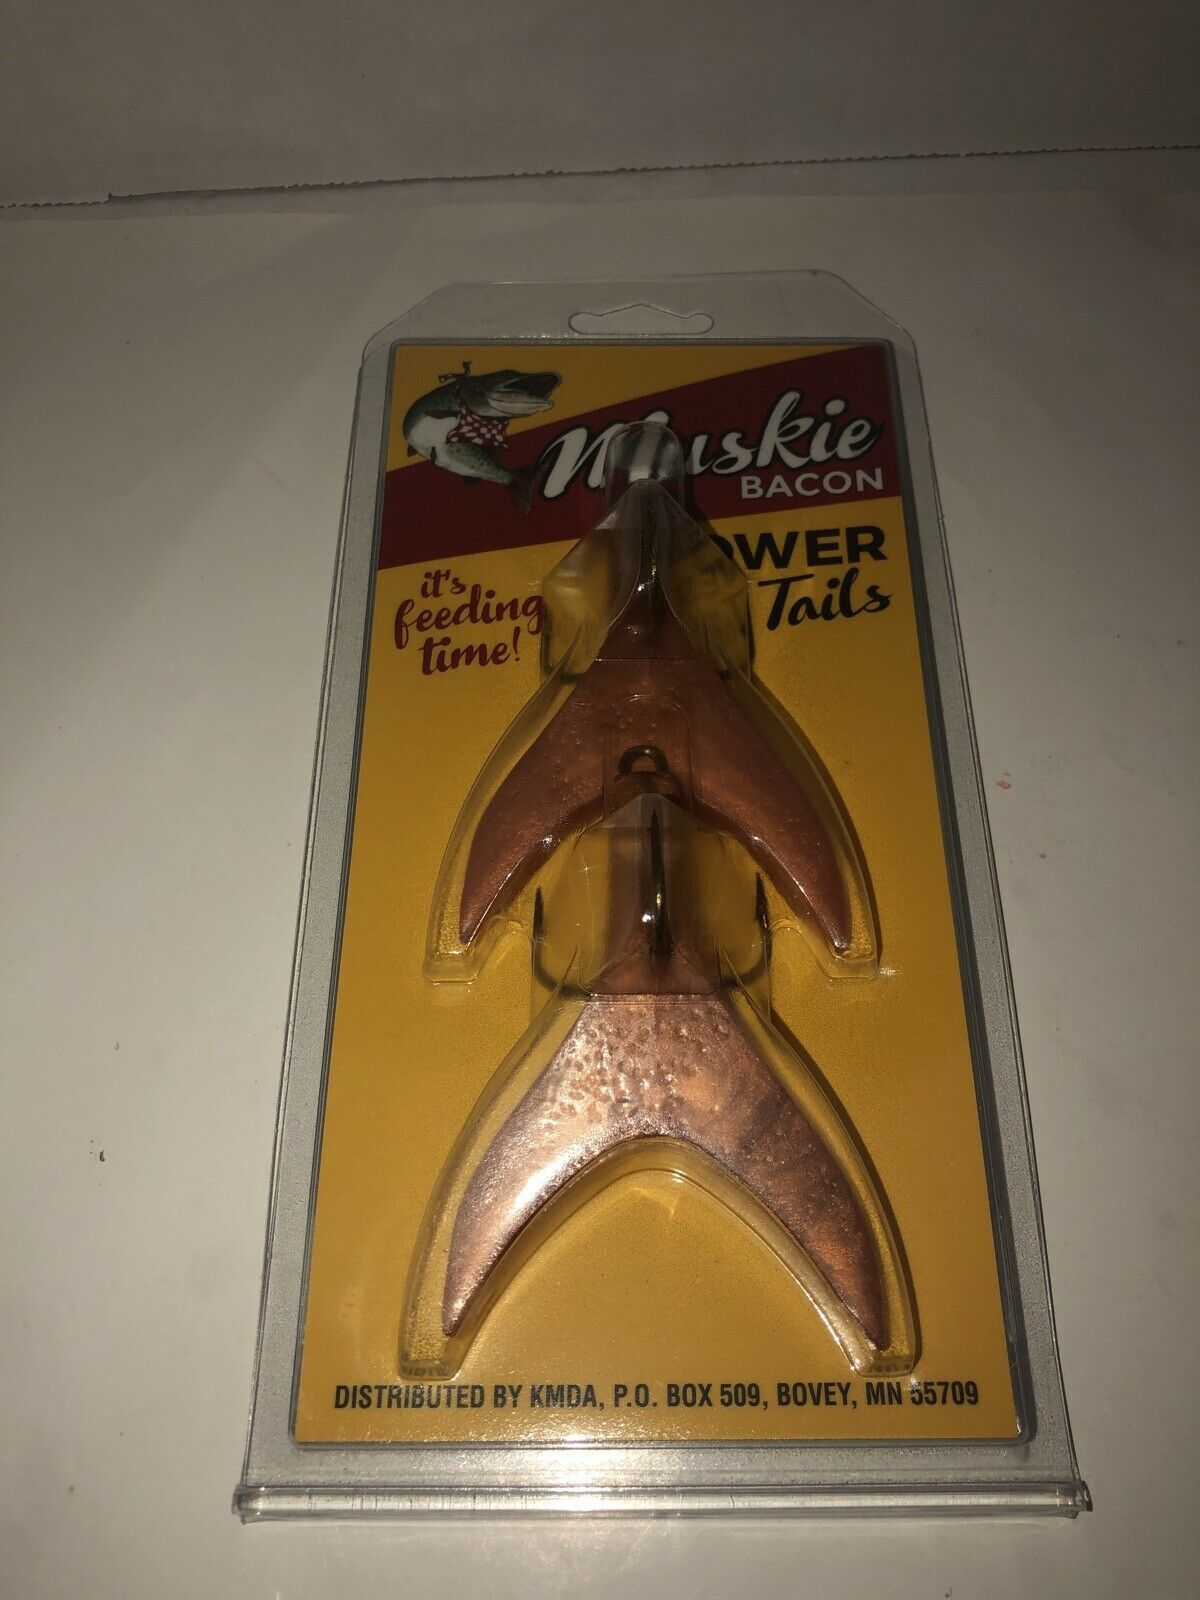 Muskie
BACON
OWER
Tails
it's
feeding
time!
DISTRIBUTED BY KMDA, P.O. BOX 509, BOVEY, MN 55709